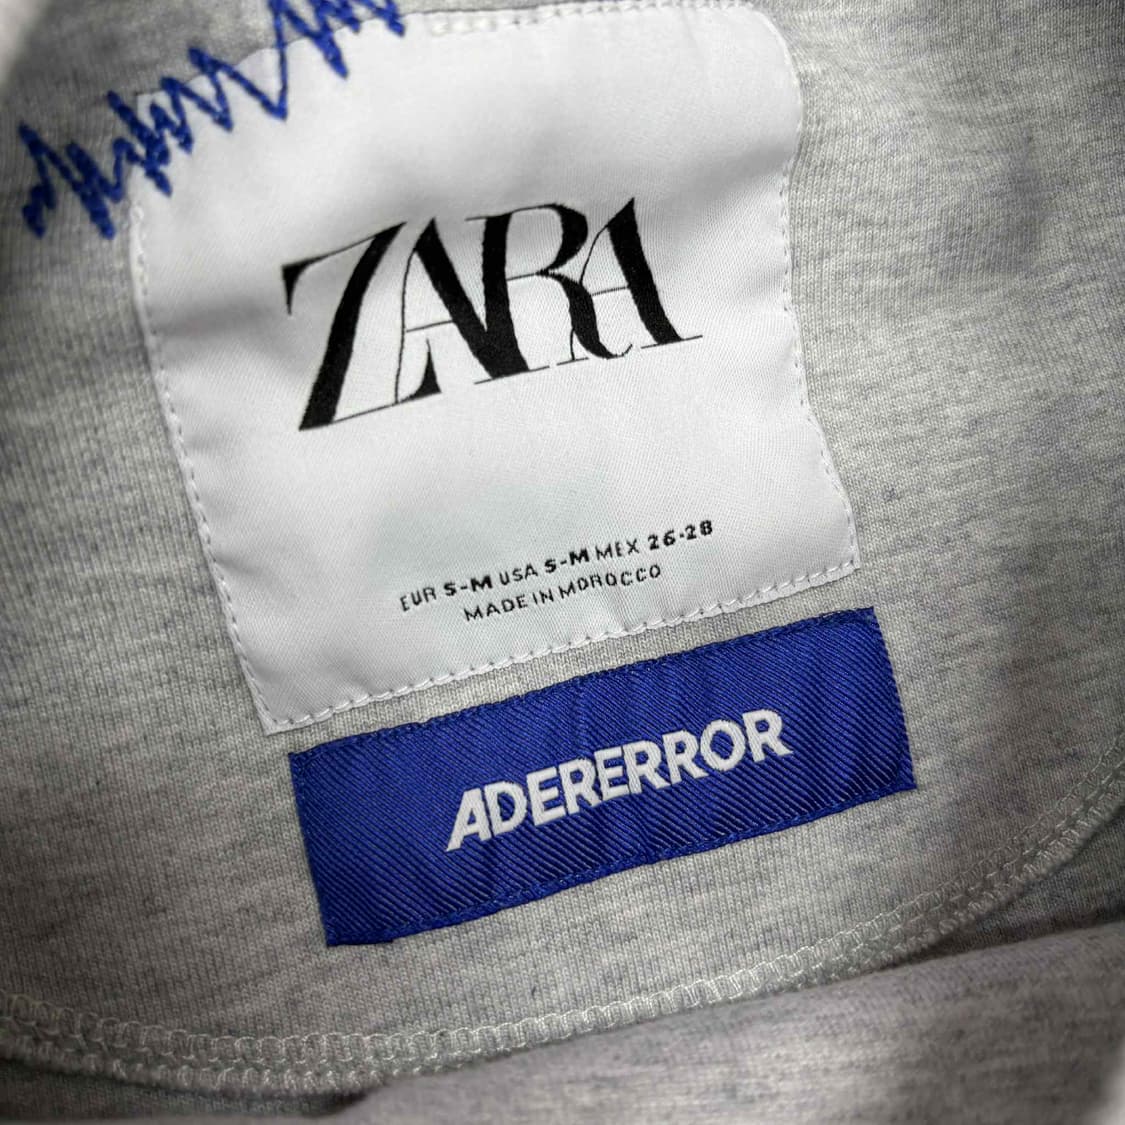 ZARA
EUR S-M USA S-M MEX 26-28
MADE IN MOROCCO
ADERERROR